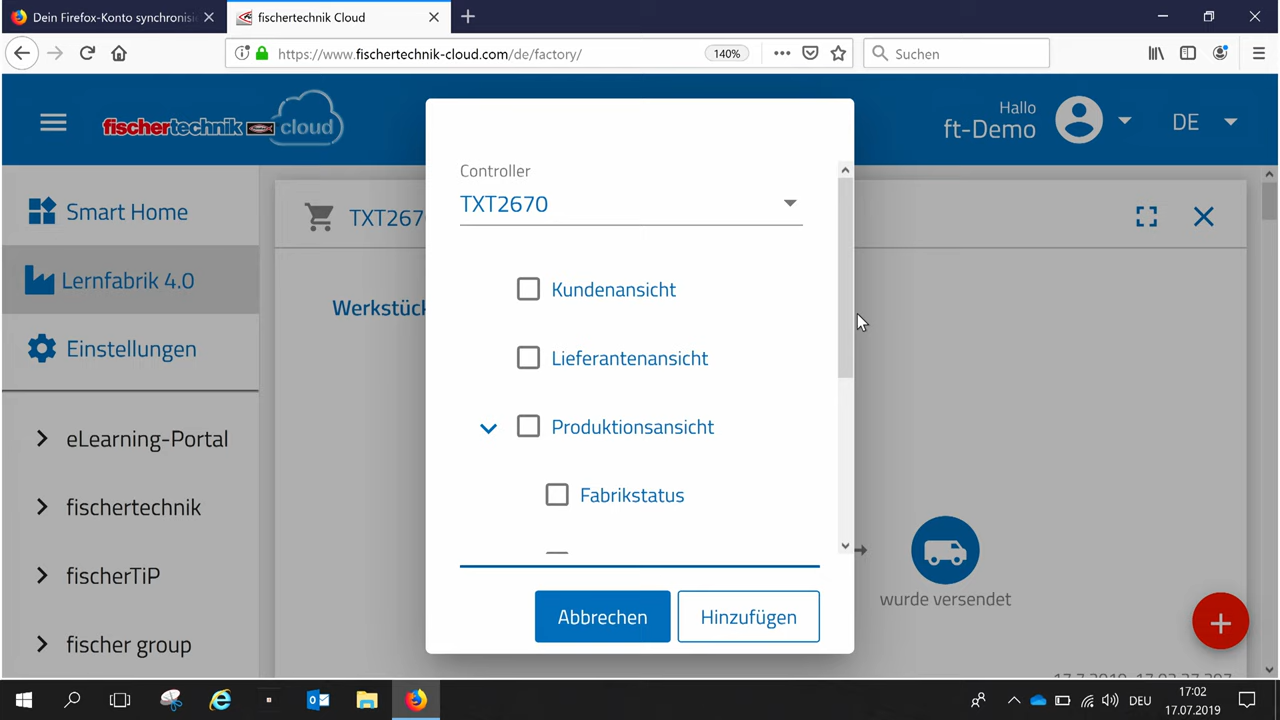 Dein Firefox-Konto synchronisi
fischertechnik Cloud
https://www.fischertechnik-cloud.com/de/factory/
140%
Suchen
fischertechnik cloud
Hallo
ft-Demo
DE
Smart Home
Lernfabrik 4.0
Einstellungen
eLearning-Portal
fischertechnik
fischerTiP
fischer group
TXT267
Werkstück
Controller
TXT2670
Kundenansicht
Lieferantenansicht
Produktionsansicht
Fabrikstatus
Abbrechen
Hinzufügen
wurde versendet
DEU
17:02
17.07.2019